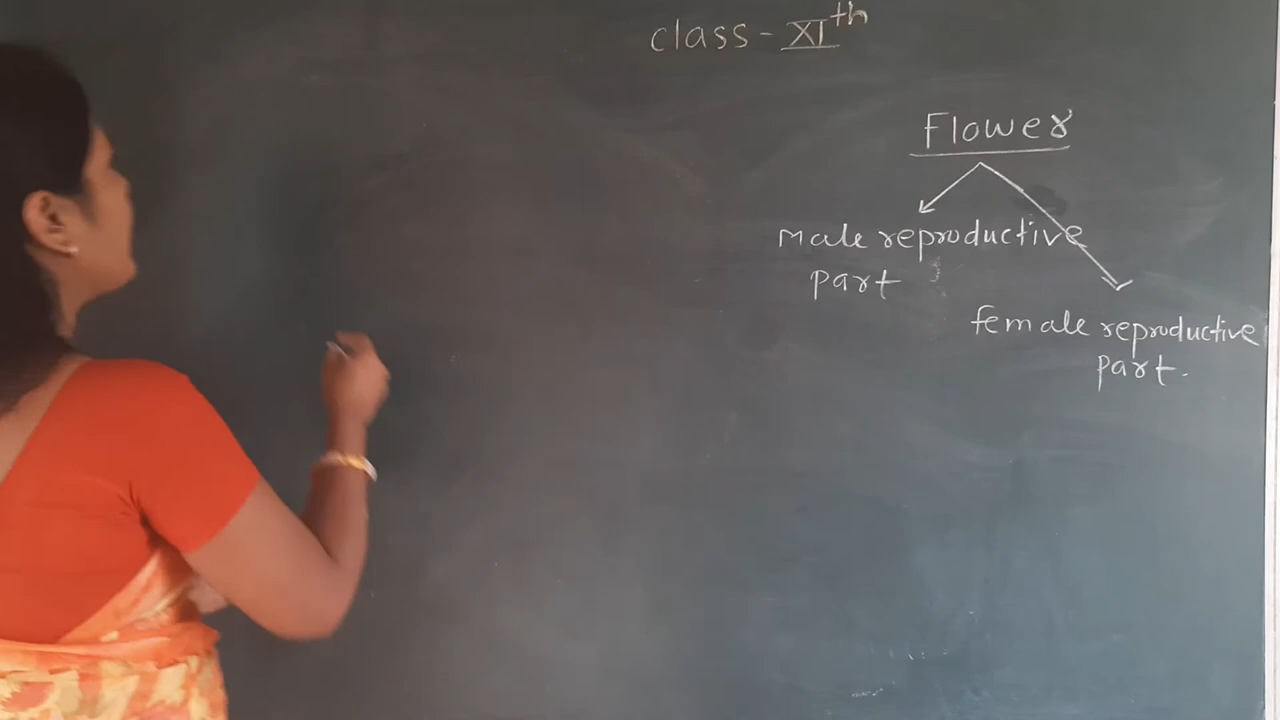 class - XIth
Flower
male reproductive
part
female reproductive
part.